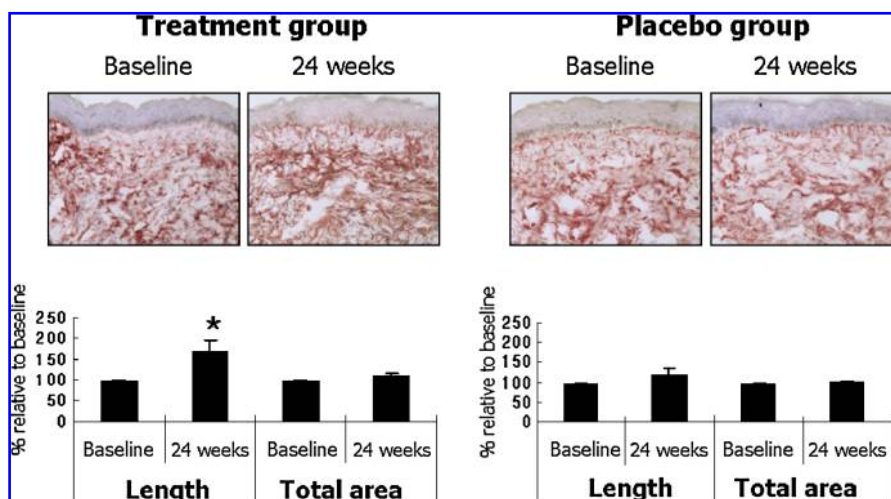 Treatment group
Baseline 24 weeks
% relative to baseline
250
200
150
100
50
0
*
Baseline 24 weeks Baseline 24 weeks
Length Total area
Placebo group
Baseline 24 weeks
% relative to baseline
250
200
150
100
50
0
Baseline 24 weeks Baseline 24 weeks
Length Total area